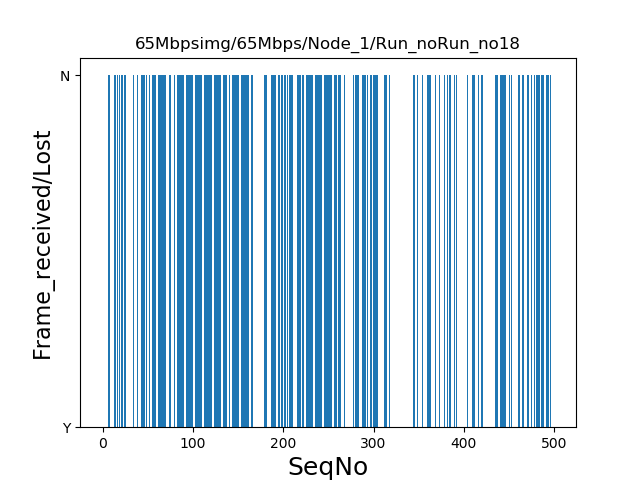 65Mbpsimg/65Mbps/Node_1/Run_noRun_no18
N
Frame_received/Lost
Y
0 100 200 300 400 500
SeqNo